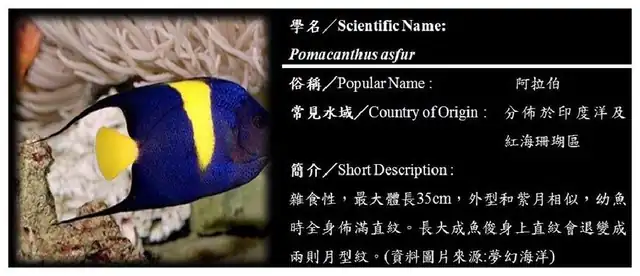 學名／Scientific Name:
Pomacanthus asfur
俗稱／Popular Name : 阿拉伯
常見水域／Country of Origin : 分佈於印度洋及
紅海珊瑚區
簡介／Short Description :
雜食性，最大體長35cm，外型和紫月相似，幼魚
時全身佈滿直紋。長大成魚俊身上直紋會退變成
兩則月型紋。(資料圖片來源:夢幻海洋)